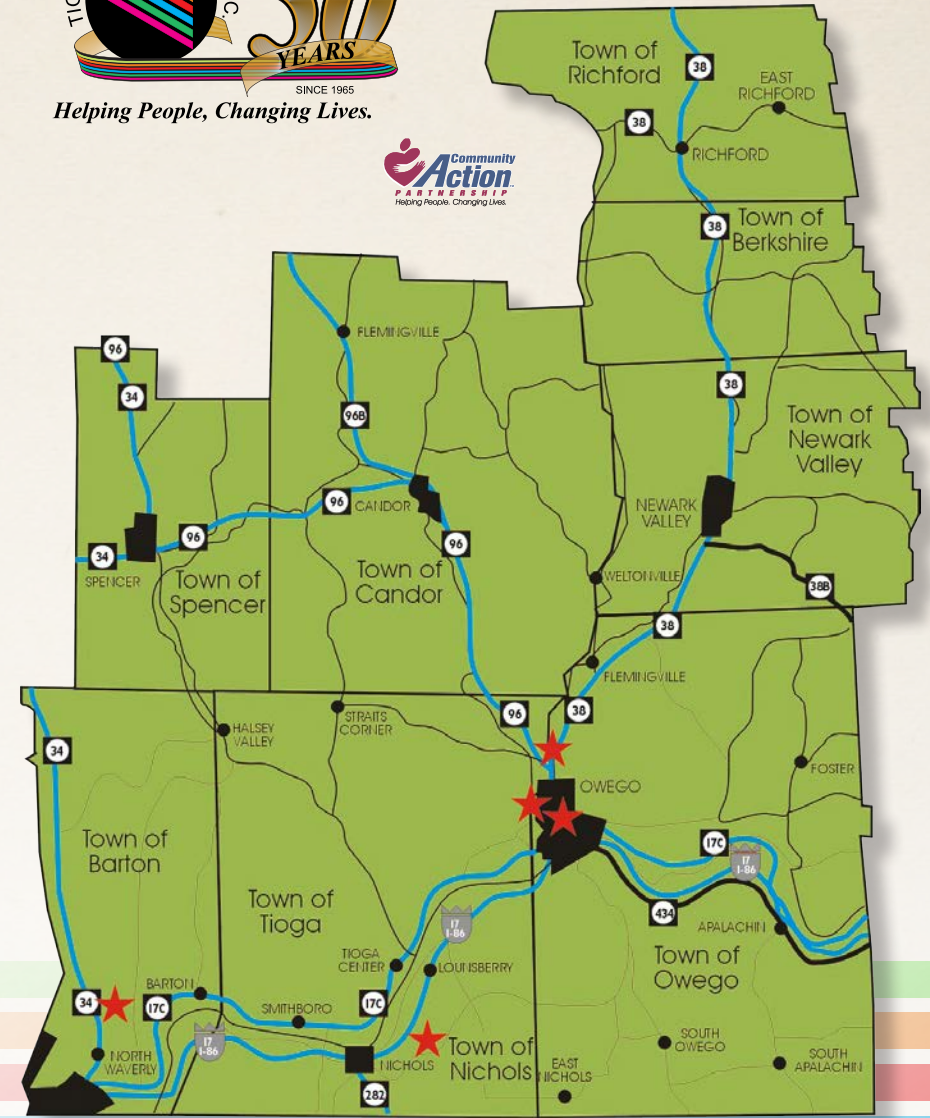 TIO
C.
50
YEARS
SINCE 1965
Helping People, Changing Lives.
Community
Action
PARTNERSHIP
Helping People. Changing Lives.
Town of
Richford
38
EAST
RICHFORD
38
RICHFORD
38
Town of
Berkshire
FLEMINGVILLE
96
34
38
96B
Town of
Newark
Valley
96
CANDOR
NEWARK
VALLEY
96
96
34
SPENCER
Town of
Spencer
Town of
Candor
WELTONVILLE
38B
38
FLEMINGVILLE
96
38
STRAITS
CORNER
HALSEY
VALLEY
34
FOSTER
OWEGO
Town of
Barton
17C
17
I-86
Town of
Tioga
434
17
I-86
APALACHIN
Town of
Owego
TIOGA
CENTER
LOUNSBERRY
BARTON
34
17C
SMITHBORO
17C
17
I-86
NORTH
WAVERLY
NICHOLS
Town of
Nichols
SOUTH
OWEGO
EAST
NICHOLS
SOUTH
APALACHIN
282